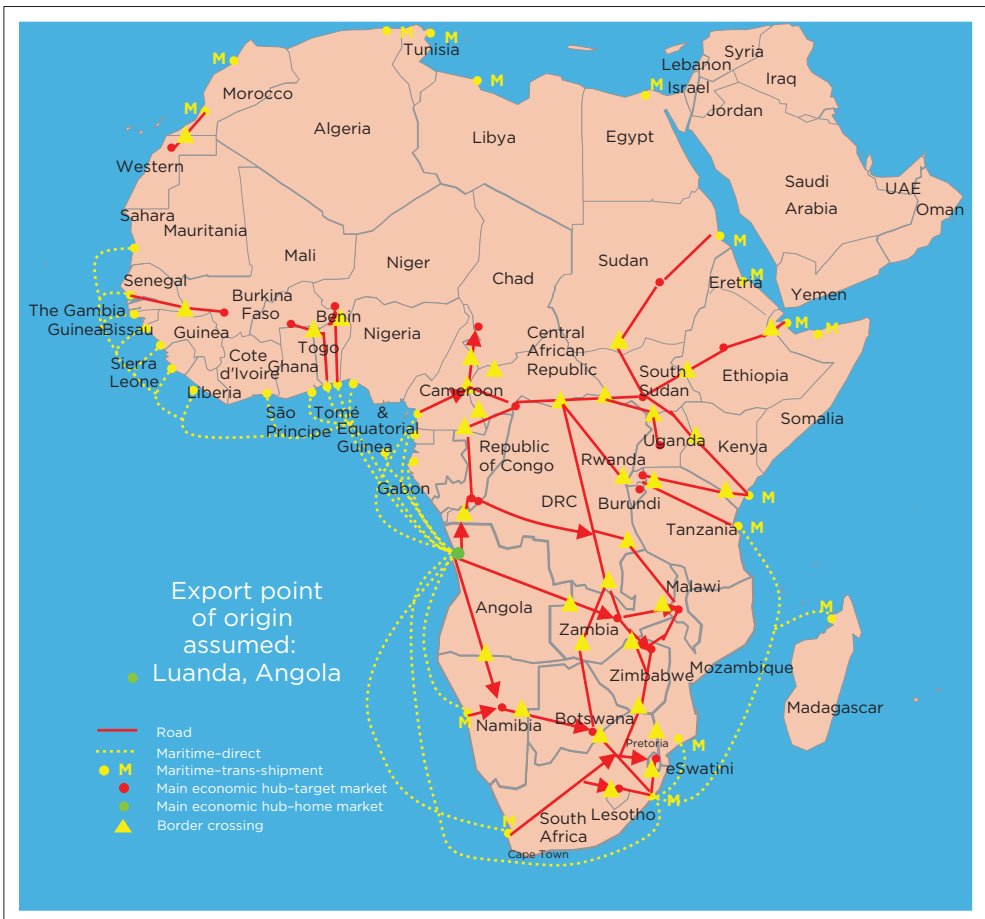 M
M
Tunisia
Syria
Lebanon
M
Iraq
M
M
Israel
Morocco
M
Jordan
Algeria
Libya
Egypt
Western
Saudi
UAE
Arabia
Oman
Sahara
Mauritania
Mali
Niger
Sudan
M
Chad
Senegal
Eretria
M
Yemen
The Gambia
Burkina
Faso
Benin
Guinea
Bissau
Guinea
Nigeria
Central
African
Republic
M
M
Togo
Cote
d'Ivoire
Ghana
South
Sudan
Ethiopia
Sierra
Leone
Liberia
Cameroon
São
Principe
Tomé &
Equatorial
Guinea
Somalia
Uganda
Kenya
Republic
of Congo
Rwanda
Gabon
DRC
Burundi
M
Tanzania
M
Malawi
Angola
M
Export point
of origin
assumed:
Luanda, Angola
Zambia
Zimbabwe
Mozambique
Madagascar
M
Namibia
Botswana
Pretoria
M
eSwatini
M
Lesotho
South
Africa
M
Cape Town
Road
Maritime-direct
M
Maritime-trans-shipment
Main economic hub-target market
Main economic hub-home market
Border crossing